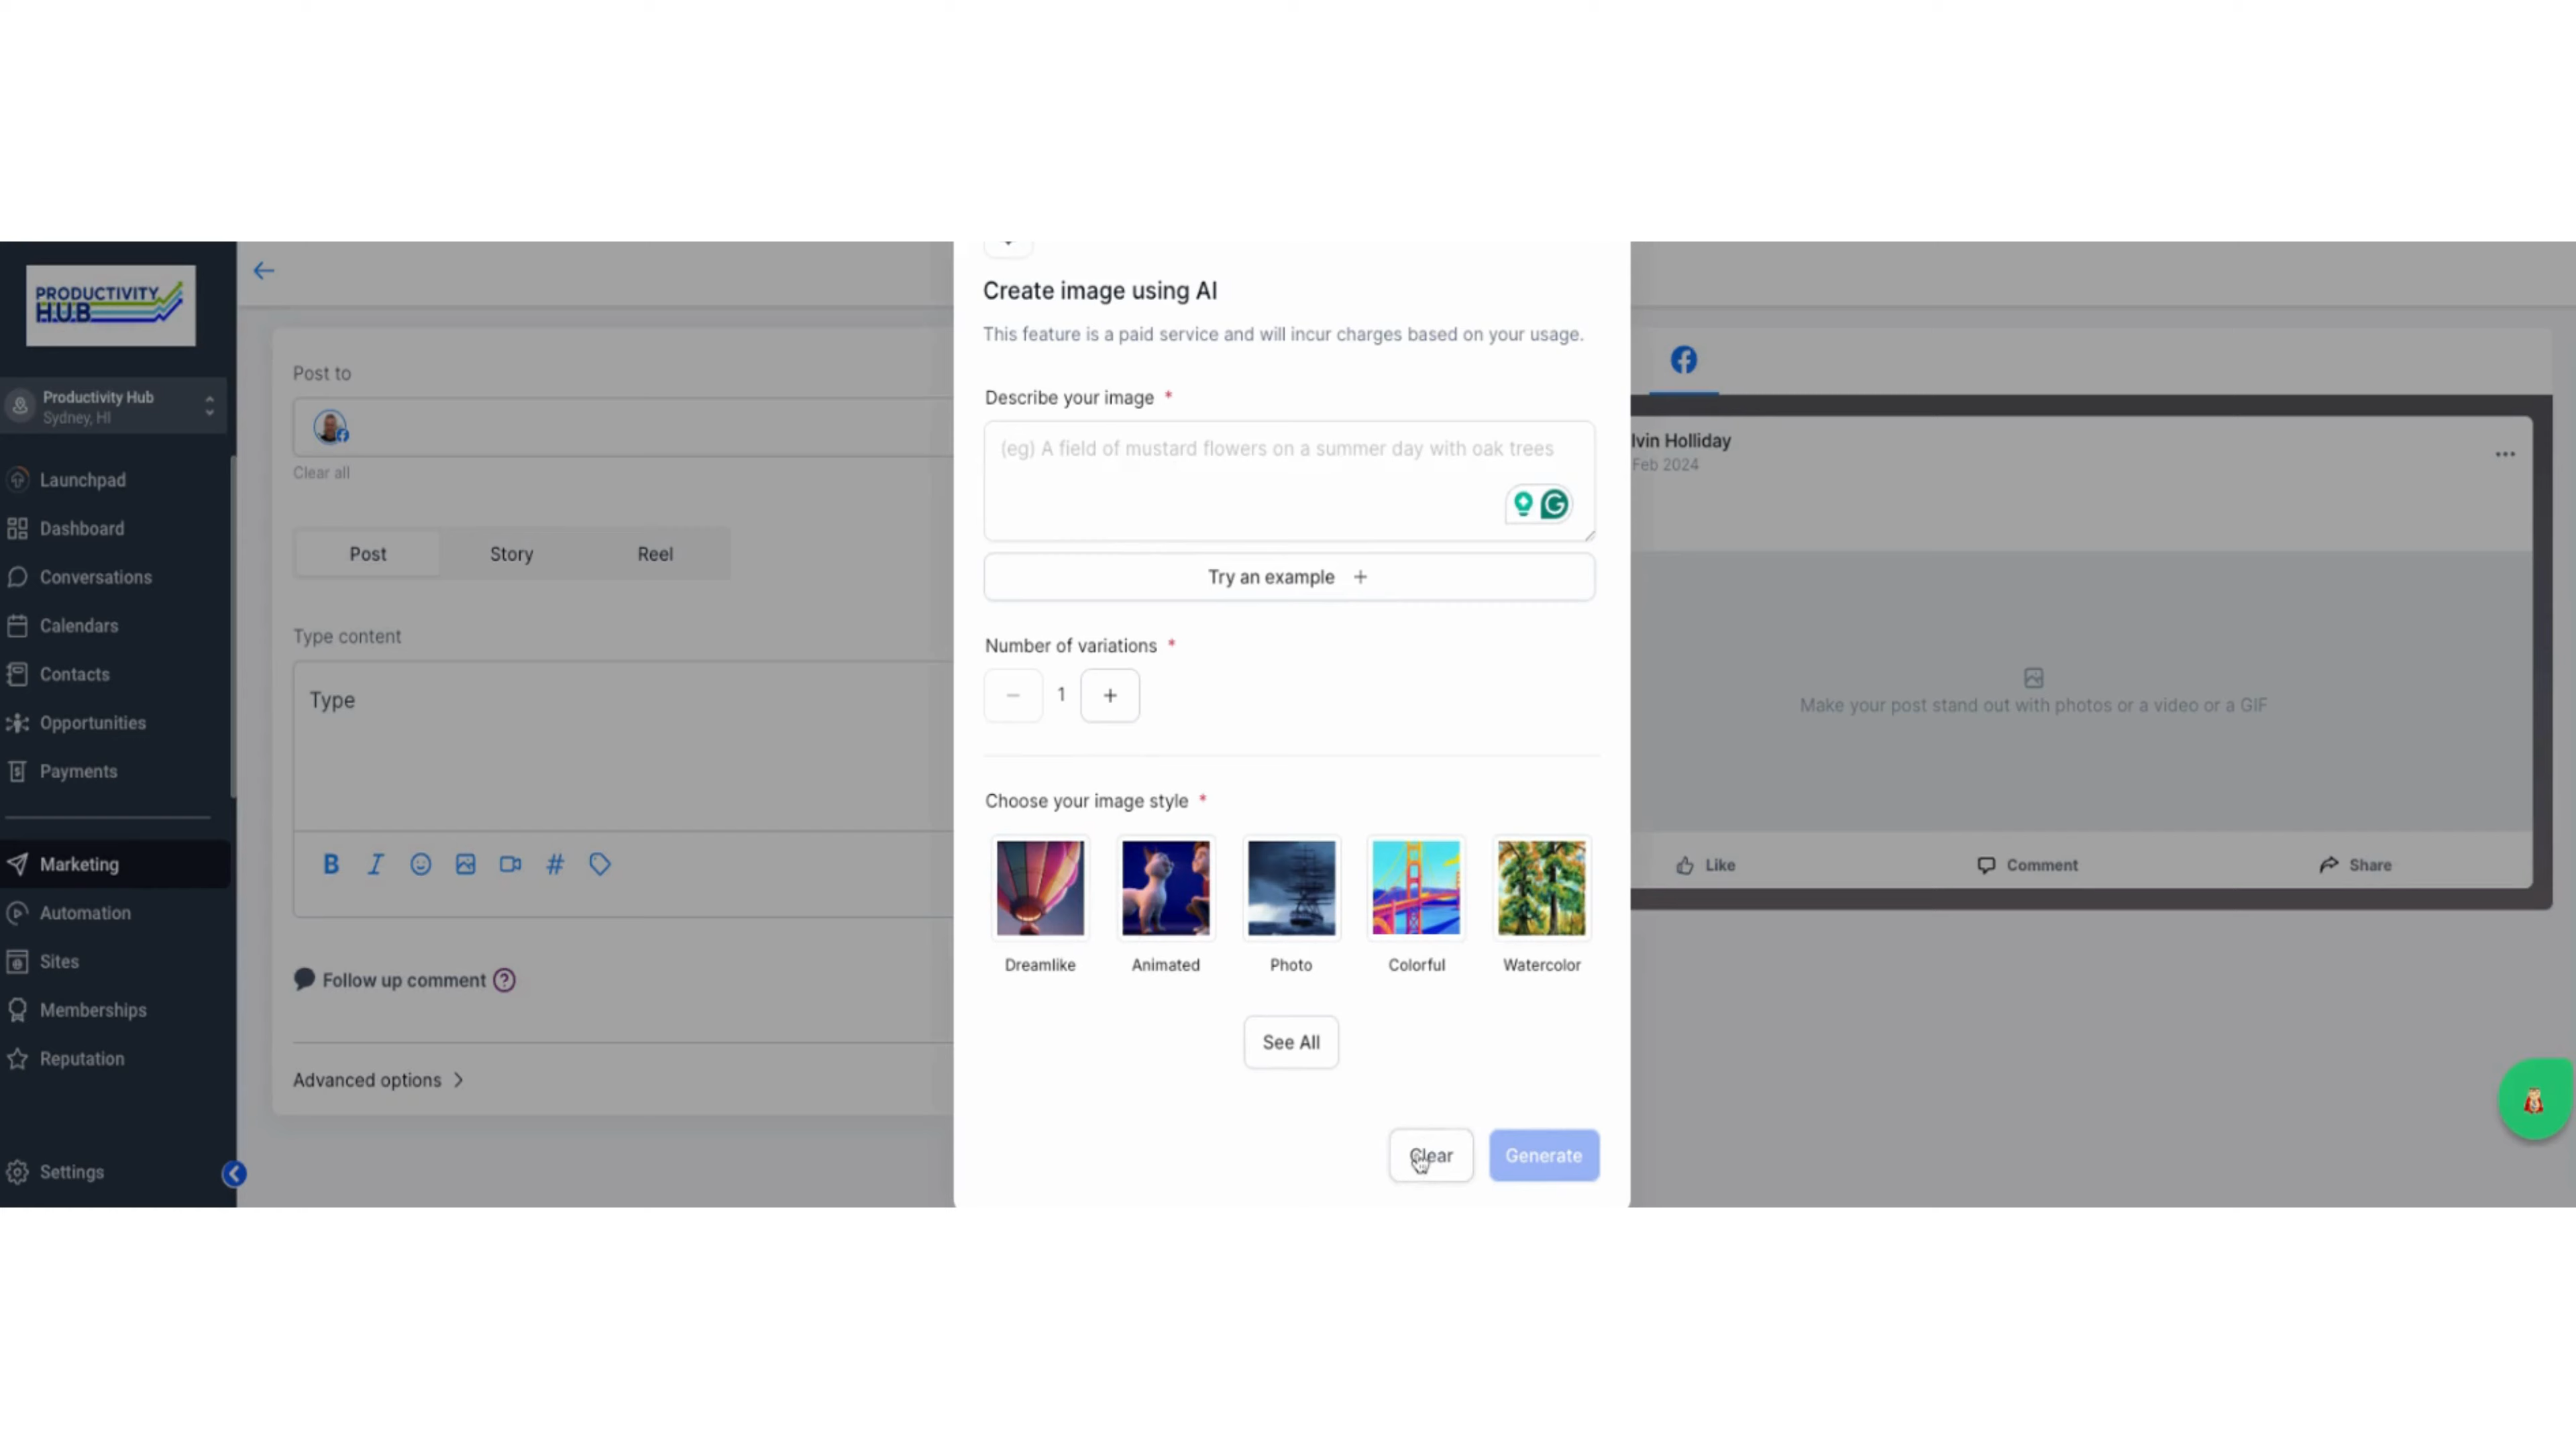 PRODUCTIVITY
H.U.B
Productivity Hub
Sydney, HI
Launchpad
Dashboard
Conversations
Calendars
Contacts
Opportunities
Payments
Marketing
Automation
Sites
Memberships
Reputation
Settings
Post to
Clear all
Post
Story
Reel
Type content
Type
B I #
Follow up comment ?
Advanced options
Create image using AI
This feature is a paid service and will incur charges based on your usage.
Describe your image *
(eg) A field of mustard flowers on a summer day with oak trees
G
Try an example +
Number of variations *
− 1 +
Choose your image style *
Dreamlike
Animated
Photo
Colorful
Watercolor
See All
Clear
Generate
lvin Holliday
Feb 2024
Make your post stand out with photos or a video or a GIF
Like
Comment
Share